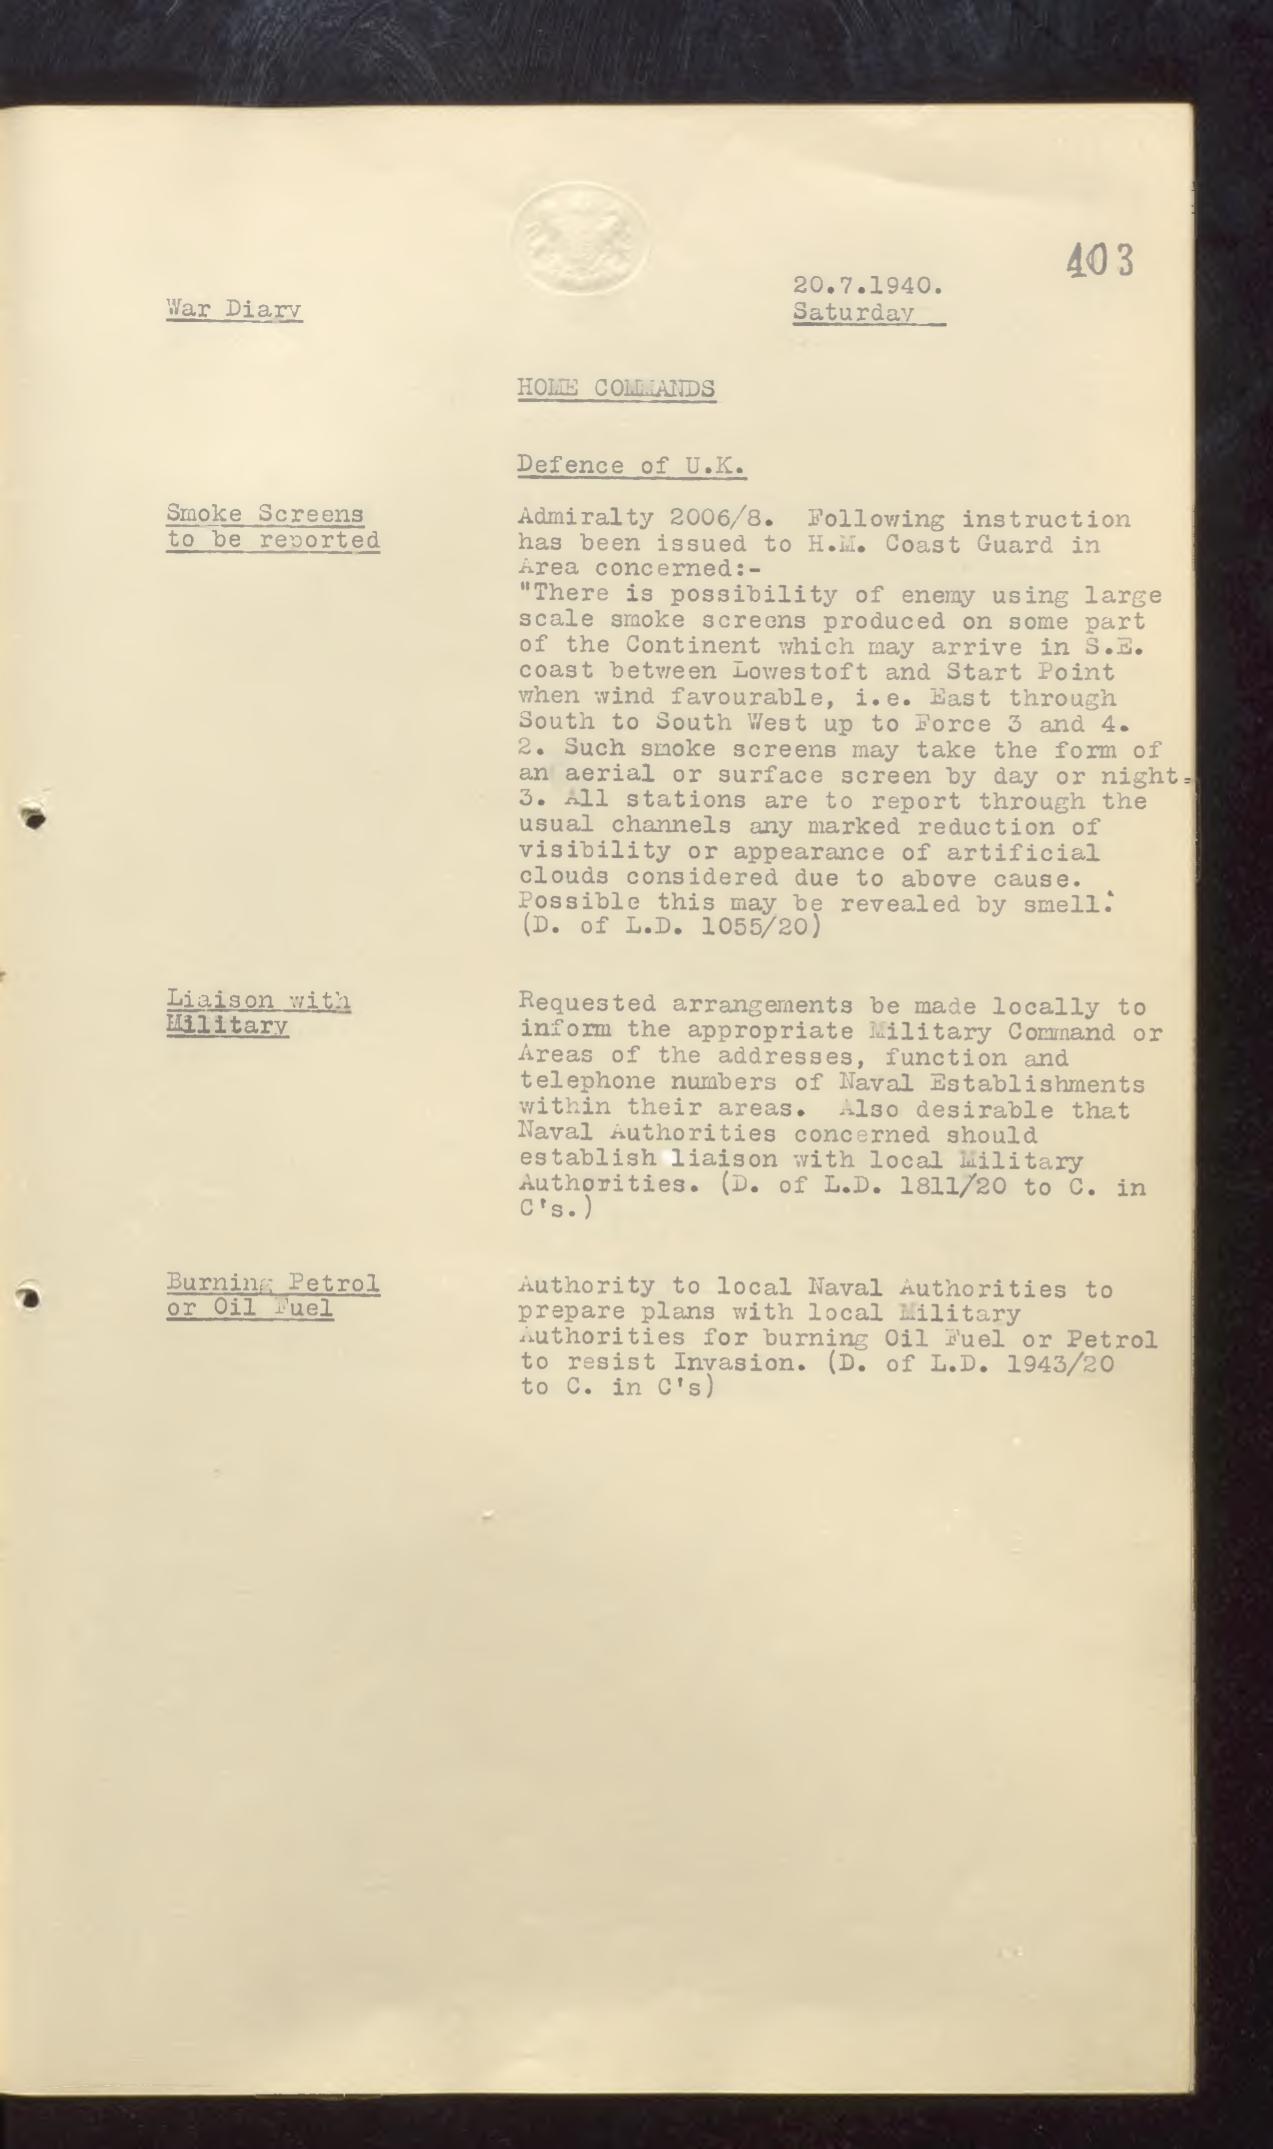 403
20.7.1940.
Saturday
War Diary
HOME COMMANDS
Defence of U.K.
Smoke Screens
to be reported
Admiralty 2006/8. Following instruction
has been issued to H.M. Coast Guard in
Area concerned:-
"There is possibility of enemy using large
scale smoke screens produced on some part
of the Continent which may arrive in S.E.
coast between Lowestoft and Start Point
when wind favourable, i.e. East through
South to South West up to Force 3 and 4.
2. Such smoke screens may take the form of
an aerial or surface screen by day or night.
3. All stations are to report through the
usual channels any marked reduction of
visibility or appearance of artificial
clouds considered due to above cause.
Possible this may be revealed by smell."
(D. of L.D. 1055/20)
Liaison with
Military
Requested arrangements be made locally to
inform the appropriate Military Command or
Areas of the addresses, function and
telephone numbers of Naval Establishments
within their areas. Also desirable that
Naval Authorities concerned should
establish liaison with local Military
Authorities. (D. of L.D. 1811/20 to C. in
C's.)
Burning Petrol
or Oil Fuel
Authority to local Naval Authorities to
prepare plans with local Military
Authorities for burning Oil Fuel or Petrol
to resist Invasion. (D. of L.D. 1943/20
to C. in C's)